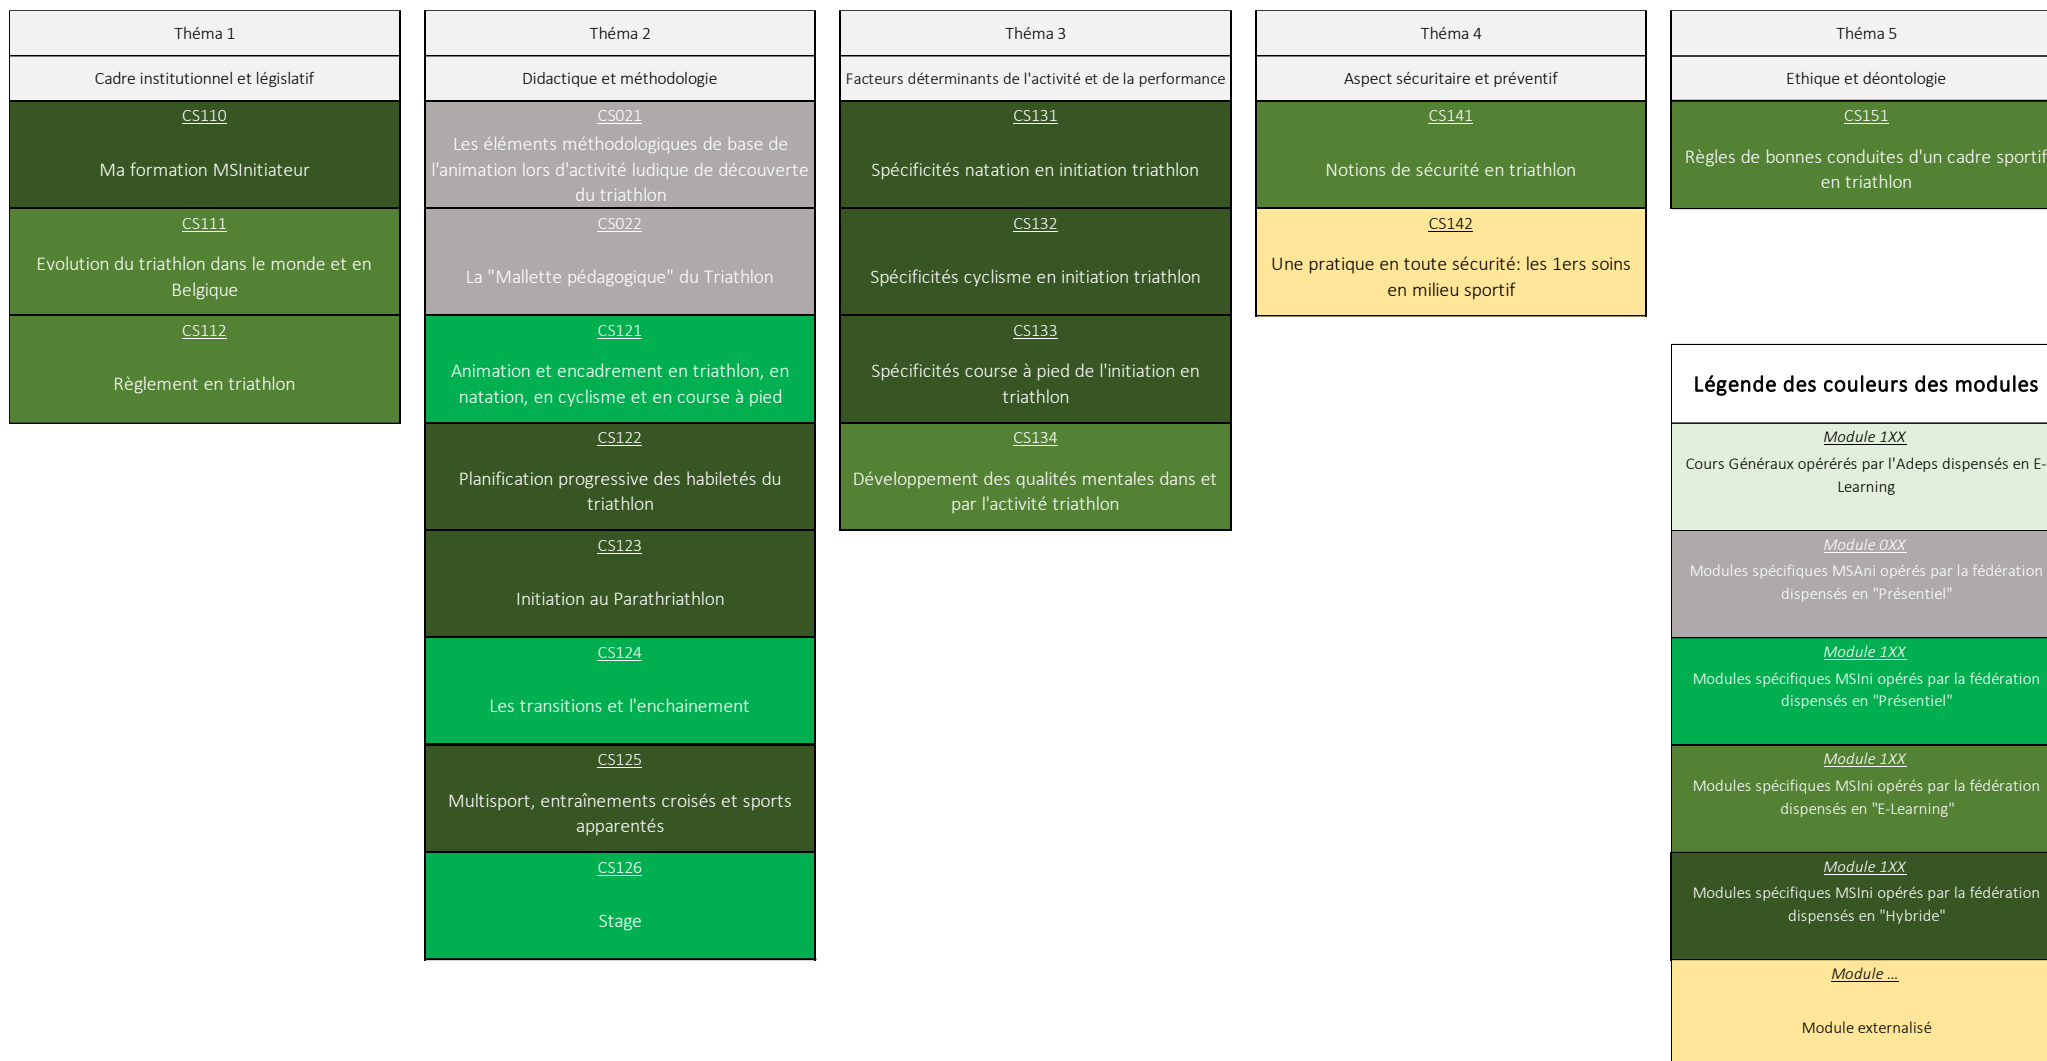 Théma 1
Cadre institutionnel et législatif
CS110
Ma formation MSInitiateur
CS111
Evolution du triathlon dans le monde et en
Belgique
CS112
Règlement en triathlon
Théma 2
Didactique et méthodologie
CS021
Les éléments méthodologiques de base de
l'animation lors d'activité ludique de découverte
du triathlon
CS022
La "Mallette pédagogique" du Triathlon
CS121
Animation et encadrement en triathlon, en
natation, en cyclisme et en course à pied
CS122
Planification progressive des habiletés du
triathlon
CS123
Initiation au Parathriathlon
CS124
Les transitions et l'enchainement
CS125
Multisport, entraînements croisés et sports
apparentés
CS126
Stage
Théma 3
Facteurs déterminants de l'activité et de la performance
CS131
Spécificités natation en initiation triathlon
CS132
Spécificités cyclisme en initiation triathlon
CS133
Spécificités course à pied de l'initiation en
triathlon
CS134
Développement des qualités mentales dans et
par l'activité triathlon
Théma 4
Aspect sécuritaire et préventif
CS141
Notions de sécurité en triathlon
CS142
Une pratique en toute sécurité: les 1ers soins
en milieu sportif
Théma 5
Ethique et déontologie
CS151
Règles de bonnes conduites d'un cadre sportif
en triathlon
Légende des couleurs des modules
Module 1XX
Cours Généraux opérérés par l'Adeps dispensés en E-
Learning
Module 0XX
Modules spécifiques MSAni opérés par la fédération
dispensés en "Présentiel"
Module 1XX
Modules spécifiques MSIni opérés par la fédération
dispensés en "Présentiel"
Module 1XX
Modules spécifiques MSIni opérés par la fédération
dispensés en "E-Learning"
Module 1XX
Modules spécifiques MSIni opérés par la fédération
dispensés en "Hybride"
Module ...
Module externalisé